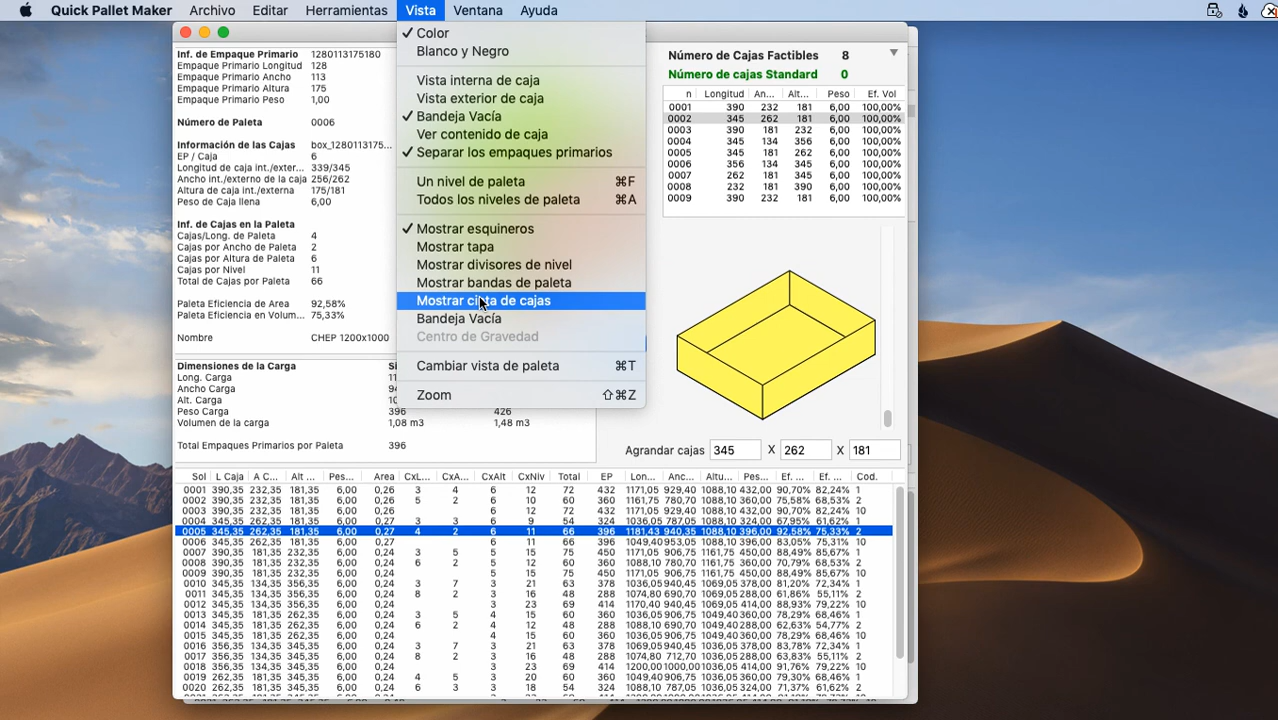 Quick Pallet Maker Archivo Editar Herramientas Vista Ventana Ayuda
Inf. de Empaque Primario 1280113175180
Empaque Primario Longitud 128
Empaque Primario Ancho 113
Empaque Primario Altura 175
Empaque Primario Peso 1,00
Número de Paleta 0006
Información de las Cajas box_1280113175...
EP / Caja 6
Longitud de caja int./exter... 339/345
Ancho int./externo de la caja 256/262
Altura de caja int./externa 175/181
Peso de Caja llena 6,00
Inf. de Cajas en la Paleta
Cajas/Long. de Paleta 4
Cajas por Ancho de Paleta 2
Cajas por Altura de Paleta 6
Cajas por Nivel 11
Total de Cajas por Paleta 66
Paleta Eficiencia de Area 92,58%
Paleta Eficiencia en Volum... 75,33%
Nombre CHEP 1200x1000
Dimensiones de la Carga
Long. Carga
Ancho Carga
Alt. Carga
Peso Carga 396 426
Volumen de la carga 1,08 m3 1,48 m3
Total Empaques Primarios por Paleta 396
✓ Color
Blanco y Negro
Vista interna de caja
Vista exterior de caja
✓ Bandeja Vacía
Ver contenido de caja
✓ Separar los empaques primarios
Un nivel de paleta ⌘F
Todos los niveles de paleta ⌘A
✓ Mostrar esquineros
Mostrar tapa
Mostrar divisores de nivel
Mostrar bandas de paleta
Mostrar cinta de cajas
Bandeja Vacía
Centro de Gravedad
Cambiar vista de paleta ⌘T
Zoom ⇧⌘Z
Número de Cajas Factibles 8
Número de cajas Standard 0
n Longitud An... Alt... Peso Ef. Vol
0001 390 232 181 6,00 100,00%
0002 345 262 181 6,00 100,00%
0003 390 181 232 6,00 100,00%
0004 345 134 356 6,00 100,00%
0005 345 181 262 6,00 100,00%
0006 356 134 345 6,00 100,00%
0007 262 181 345 6,00 100,00%
0008 232 181 390 6,00 100,00%
0009 390 232 181 6,00 100,00%
Agrandar cajas 345 X 262 X 181
Sol L Caja A C... Alt ... Pes... Area CxL... CxA... CxAlt CxNiv Total EP Lon... Anc... Altu... Pes... Ef. ... Ef. ... Cod.
0001 390,35 232,35 181,35 6,00 0,26 3 4 6 12 72 432 1171,05 929,40 1088,10 432,00 90,70% 82,24% 1
0002 390,35 232,35 181,35 6,00 0,26 5 2 6 10 60 360 1161,75 780,70 1088,10 360,00 75,58% 68,53% 2
0003 390,35 232,35 181,35 6,00 0,26 6 12 72 432 1171,05 929,40 1088,10 432,00 90,70% 82,24% 10
0004 345,35 262,35 181,35 6,00 0,27 3 3 6 9 54 324 1036,05 787,05 1088,10 324,00 67,95% 61,62% 1
0005 345,35 262,35 181,35 6,00 0,27 4 2 6 11 66 396 1181,43 940,35 1088,10 396,00 92,58% 75,33% 2
0006 345,35 262,35 181,35 6,00 0,27 6 11 66 396 1049,40 953,05 1088,10 396,00 83,05% 75,31% 10
0007 390,35 181,35 232,35 6,00 0,24 3 5 5 15 75 450 1171,05 906,75 1161,75 450,00 88,49% 85,67% 1
0008 390,35 181,35 232,35 6,00 0,24 6 2 5 12 60 360 1088,10 780,70 1161,75 360,00 70,79% 68,53% 2
0009 390,35 181,35 232,35 6,00 0,24 5 15 75 450 1171,05 906,75 1161,75 450,00 88,49% 85,67% 10
0010 345,35 134,35 356,35 6,00 0,24 3 7 3 21 63 378 1036,05 940,45 1069,05 378,00 81,20% 72,34% 1
0011 345,35 134,35 356,35 6,00 0,24 8 2 3 16 48 288 1074,80 690,70 1069,05 288,00 61,86% 55,11% 2
0012 345,35 134,35 356,35 6,00 0,24 3 23 69 414 1170,40 940,45 1069,05 414,00 88,93% 79,22% 10
0013 345,35 181,35 262,35 6,00 0,24 3 5 4 15 60 360 1036,05 906,75 1049,40 360,00 78,29% 68,46% 1
0014 345,35 181,35 262,35 6,00 0,24 6 2 4 12 48 288 1088,10 690,70 1049,40 288,00 62,63% 54,77% 2
0015 345,35 181,35 262,35 6,00 0,24 4 15 60 360 1036,05 906,75 1049,40 360,00 78,29% 68,46% 10
0016 356,35 134,35 345,35 6,00 0,24 3 7 3 21 63 378 1069,05 940,45 1036,05 378,00 83,78% 72,34% 1
0017 356,35 134,35 345,35 6,00 0,24 8 2 3 16 48 288 1074,80 712,70 1036,05 288,00 63,83% 55,11% 2
0018 356,35 134,35 345,35 6,00 0,24 3 23 69 414 1200,00 1000,00 1036,05 414,00 91,76% 79,22% 10
0019 262,35 181,35 345,35 6,00 0,24 4 5 3 20 60 360 1049,40 906,75 1036,05 360,00 79,30% 68,46% 1
0020 262,35 181,35 345,35 6,00 0,24 6 3 3 18 54 324 1088,10 787,05 1036,05 324,00 71,37% 61,62% 2